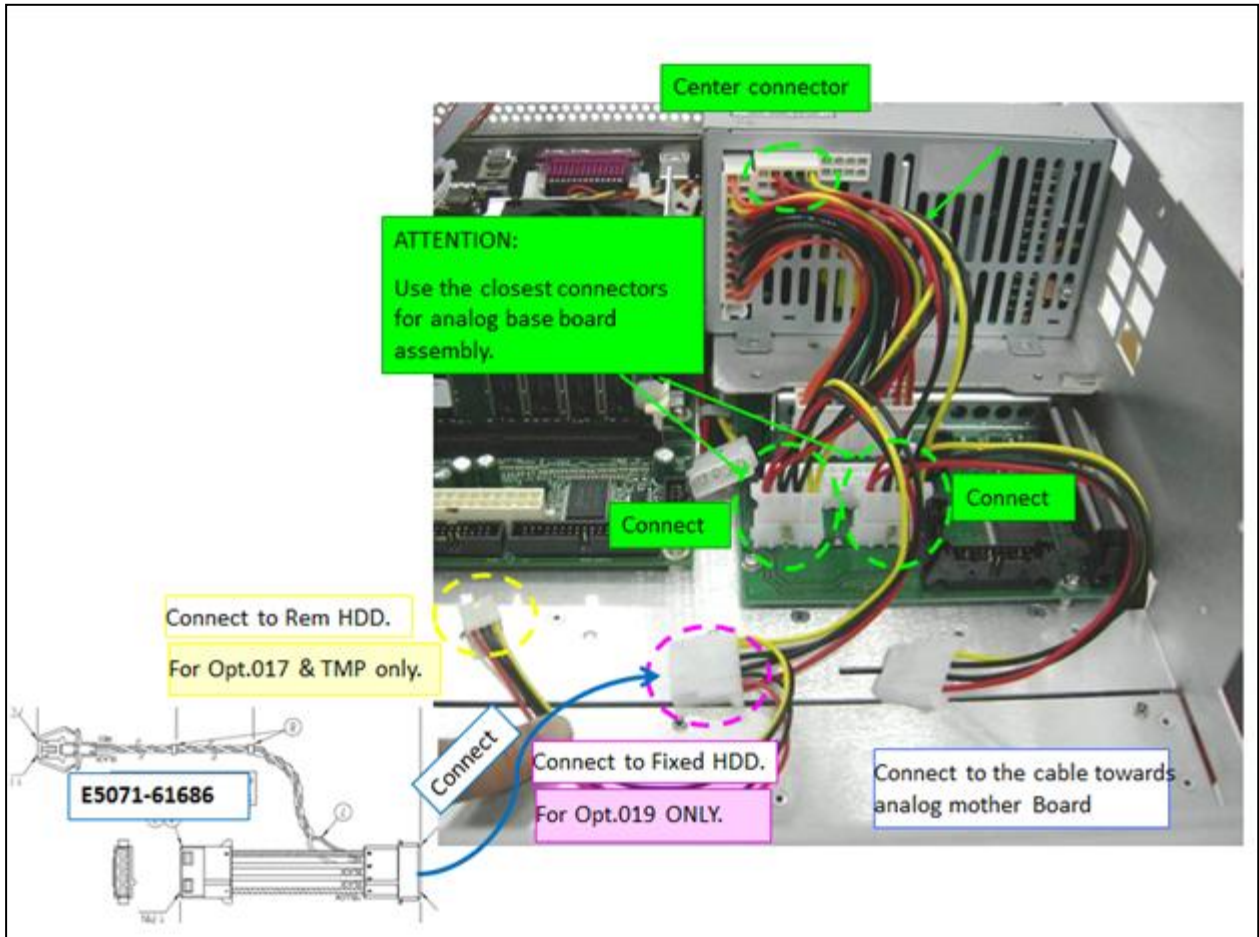 Center connector
ATTENTION:
Use the closest connectors
for analog base board
assembly.
Connect
Connect
Connect to Rem HDD.
For Opt.017 & TMP only.
Connect
E5071-61686
Connect to Fixed HDD.
For Opt.019 ONLY.
Connect to the cable towards
analog mother Board